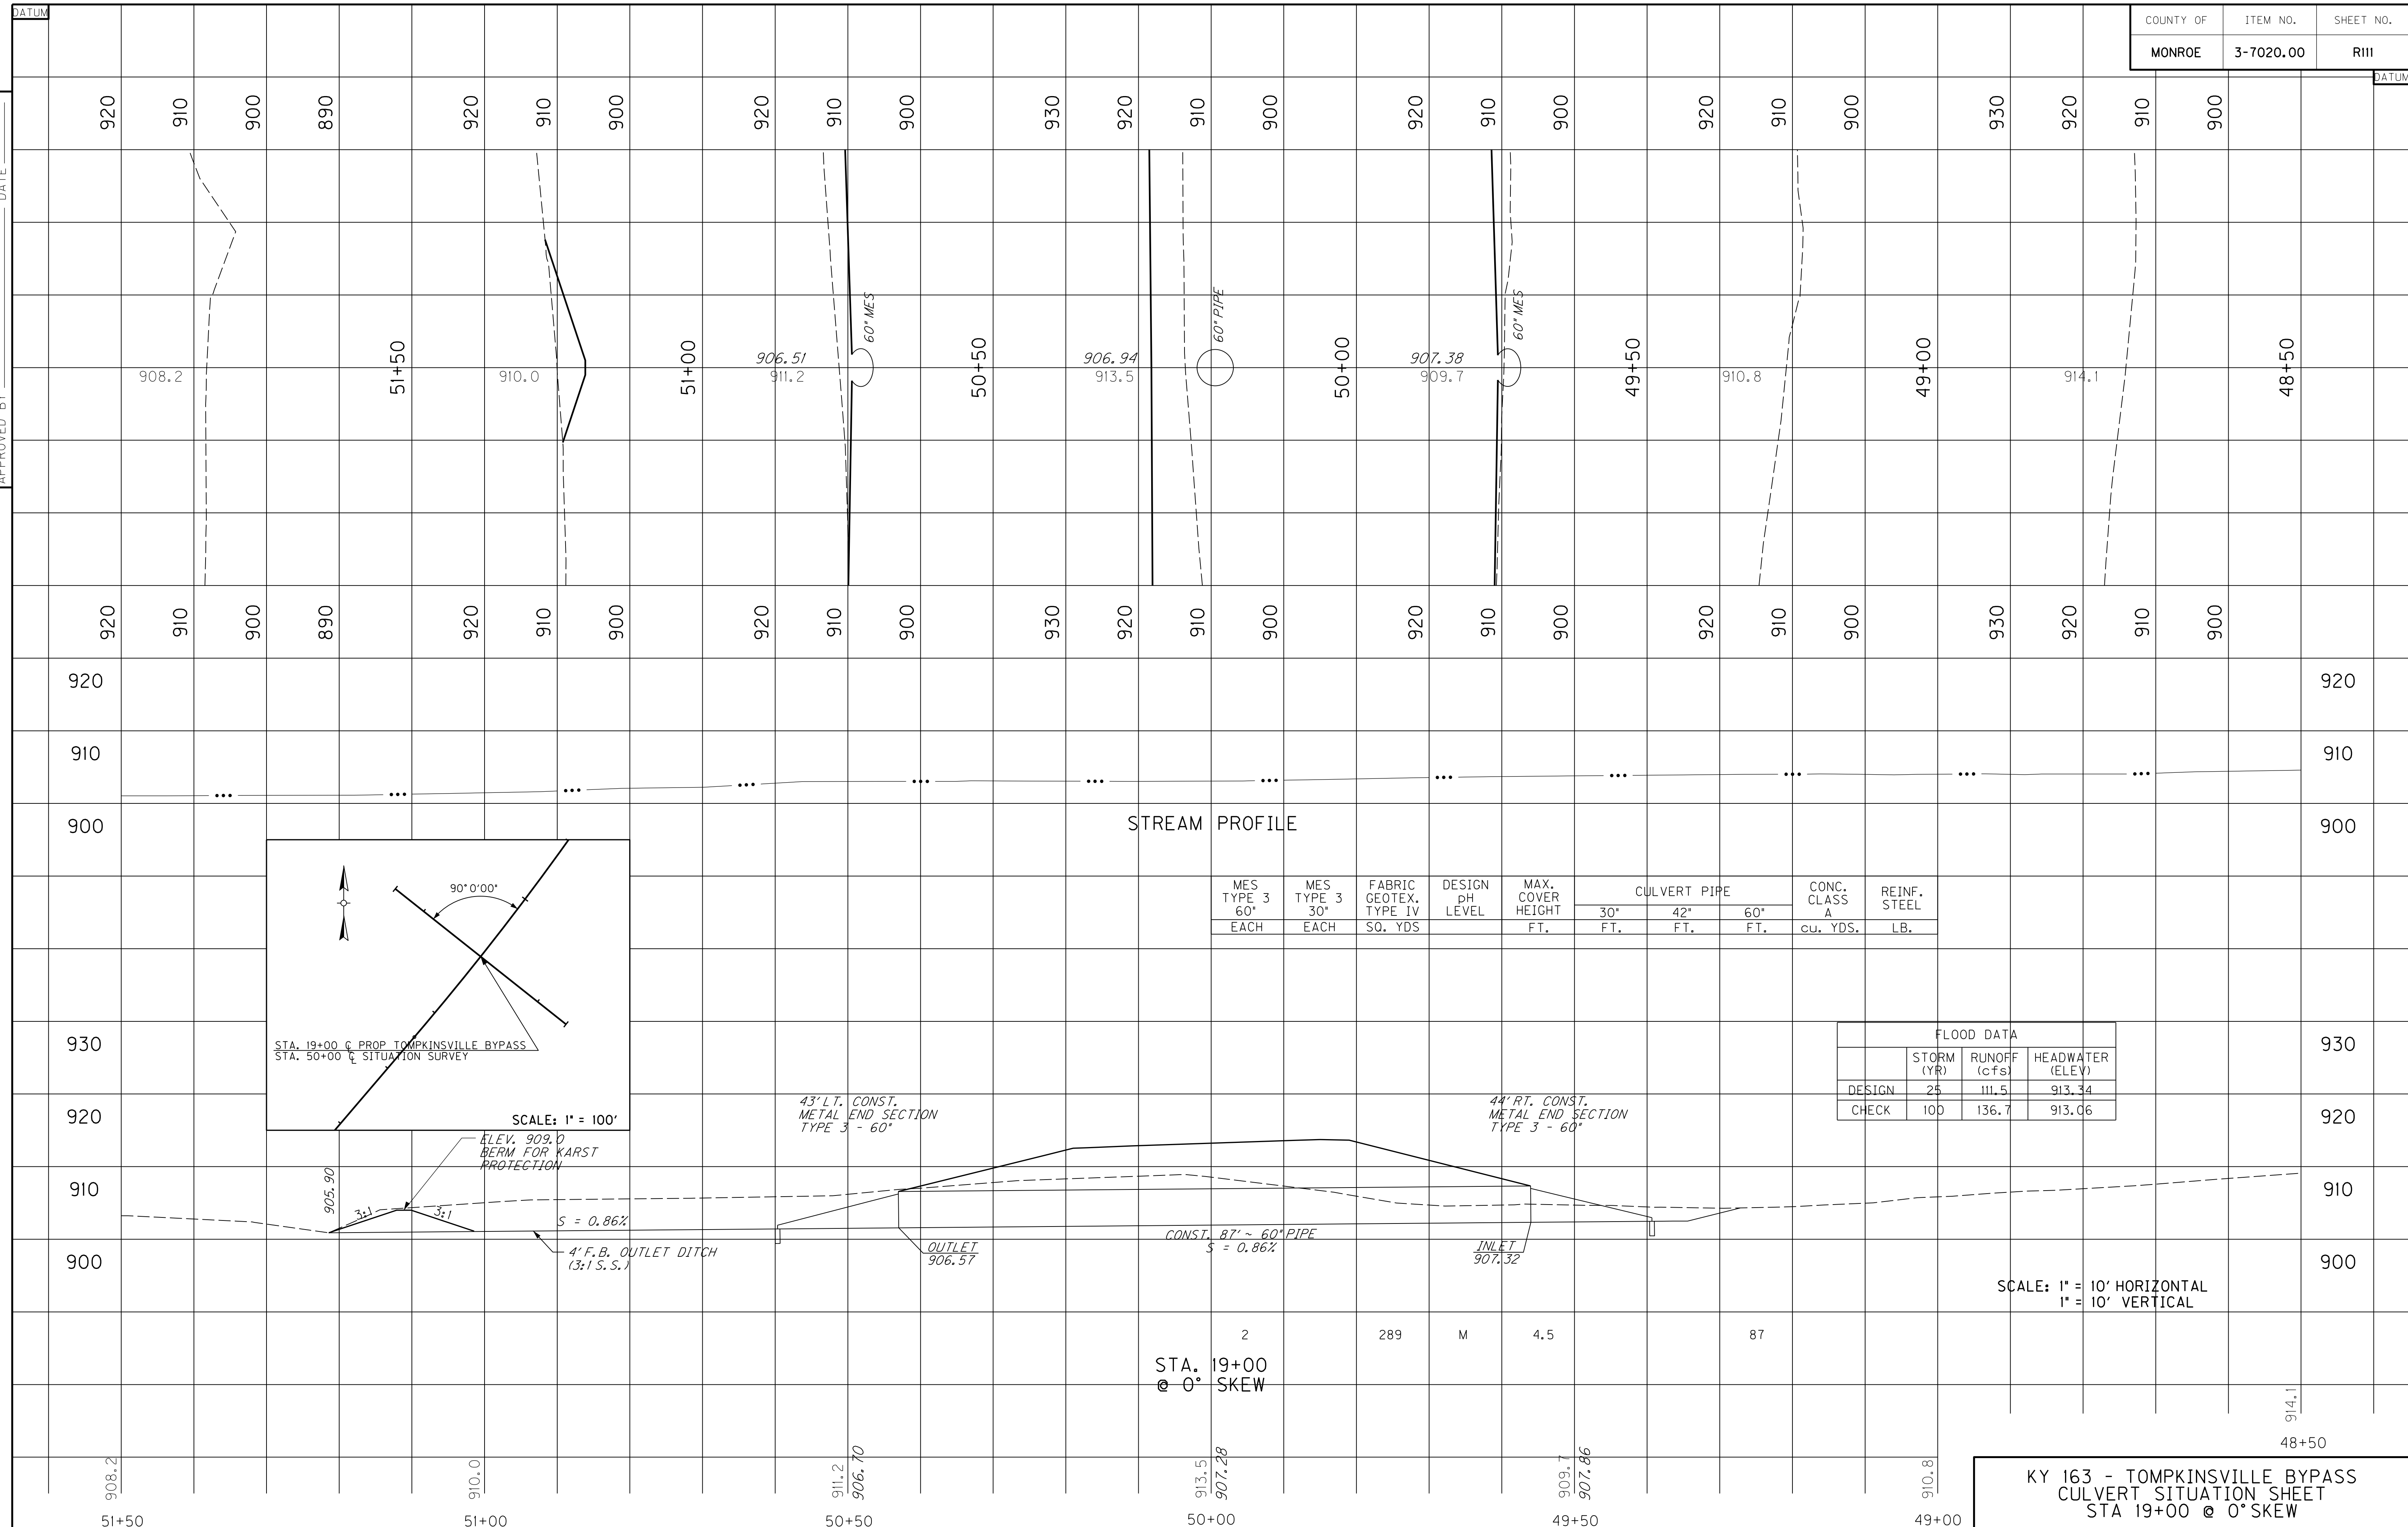 DATUM
COUNTY OF ITEM NO. SHEET NO.
MONROE 3-7020.00 R111
DATUM
APPROVED BY DATE
920 910 900 890 920 910 900 920 910 900 930 920 910 900 920 910 900 920 910 900 930 920 910 900
60" MES 60" PIPE 60" MES
51+50 51+00 50+50 50+00 49+50 49+00 48+50
906.51 906.94 907.38
908.2 910.0 911.2 913.5 909.7 910.8 914.1
920 910 900 890 920 910 900 920 910 900 930 920 910 900 920 910 900 920 910 900 930 920 910 900
920 920
910 910
900 STREAM PROFILE 900
90°0'00"
STA. 19+00 ℄ PROP TOMPKINSVILLE BYPASS
STA. 50+00 ℄ SITUATION SURVEY
SCALE: 1" = 100'
MES TYPE 3 60" EACH
MES TYPE 3 30" EACH
FABRIC GEOTEX. TYPE IV SQ. YDS
DESIGN pH LEVEL
MAX. COVER HEIGHT FT.
CULVERT PIPE
30" 42" 60"
FT. FT. FT.
CONC. CLASS A cu. YDS.
REINF. STEEL LB.
FLOOD DATA
STORM (YR) RUNOFF (cfs) HEADWATER (ELEV)
DESIGN 25 111.5 913.34
CHECK 100 136.7 913.06
930 930
920 920
910 910
900 900
43' LT. CONST.
METAL END SECTION
TYPE 3 - 60"
44' RT. CONST.
METAL END SECTION
TYPE 3 - 60"
ELEV. 909.0
BERM FOR KARST
PROTECTION
905.90
3:1 3:1
S = 0.86%
4' F.B. OUTLET DITCH
(3:1 S.S.)
OUTLET
906.57
CONST. 87' ~ 60" PIPE
S = 0.86%
INLET
907.32
SCALE: 1" = 10' HORIZONTAL
1" = 10' VERTICAL
2 289 M 4.5 87
STA. 19+00
@ 0° SKEW
908.2 910.0 911.2 906.70 913.5 907.28 909.7 907.86 910.8 914.1
51+50 51+00 50+50 50+00 49+50 49+00 48+50
KY 163 - TOMPKINSVILLE BYPASS
CULVERT SITUATION SHEET
STA 19+00 @ 0° SKEW